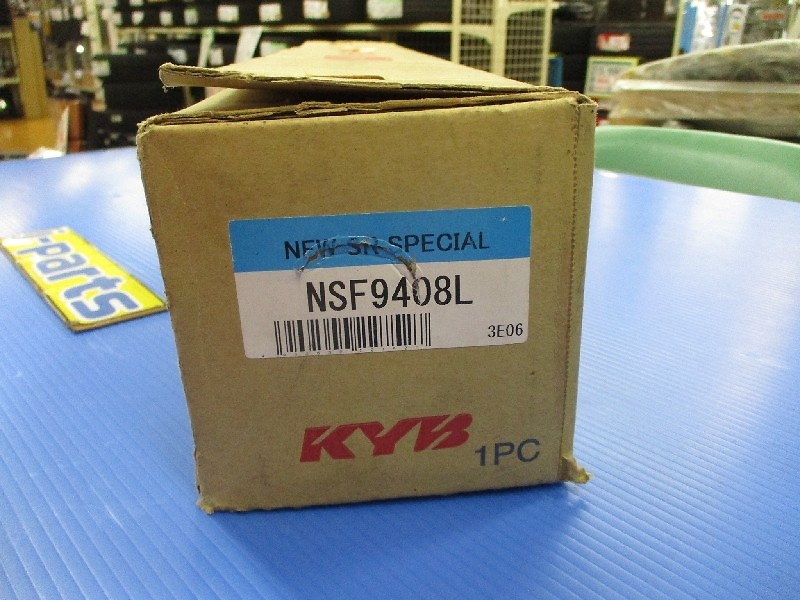 NEW SR SPECIAL
NSF9408L
3E06
KYB
1PC
-Parts